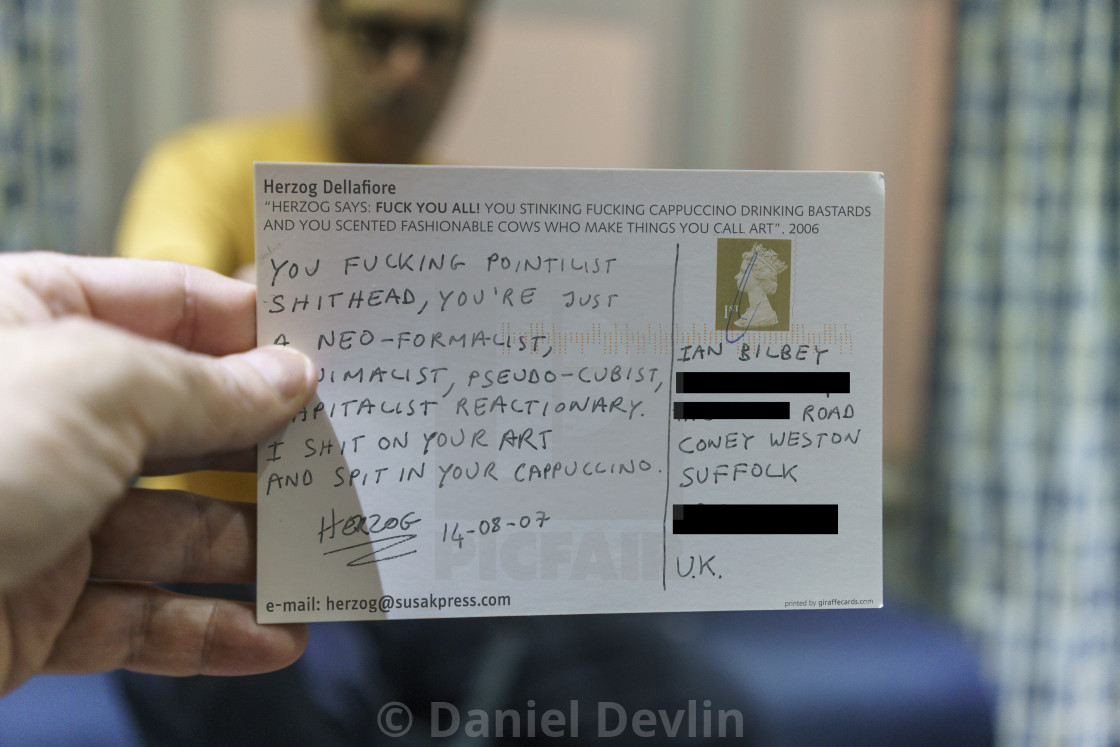 Herzog Dellafiore
“HERZOG SAYS: FUCK YOU ALL! YOU STINKING FUCKING CAPPUCCINO DRINKING BASTARDS
AND YOU SCENTED FASHIONABLE COWS WHO MAKE THINGS YOU CALL ART”. 2006
YOU FUCKING POINTILIST
SHITHEAD, YOU'RE JUST
A NEO-FORMALIST,
PSEUDO-CUBIST,
REACTIONARY.
I SHIT ON YOUR ART
AND SPIT IN YOUR CAPPUCCINO.
HERZOG 14-08-07
e-mail: herzog@susakpress.com
1ST
IAN BILBEY
ROAD
CONEY WESTON
SUFFOLK
U.K.
printed by giraffecards.com
PICFAIR
© Daniel Devlin